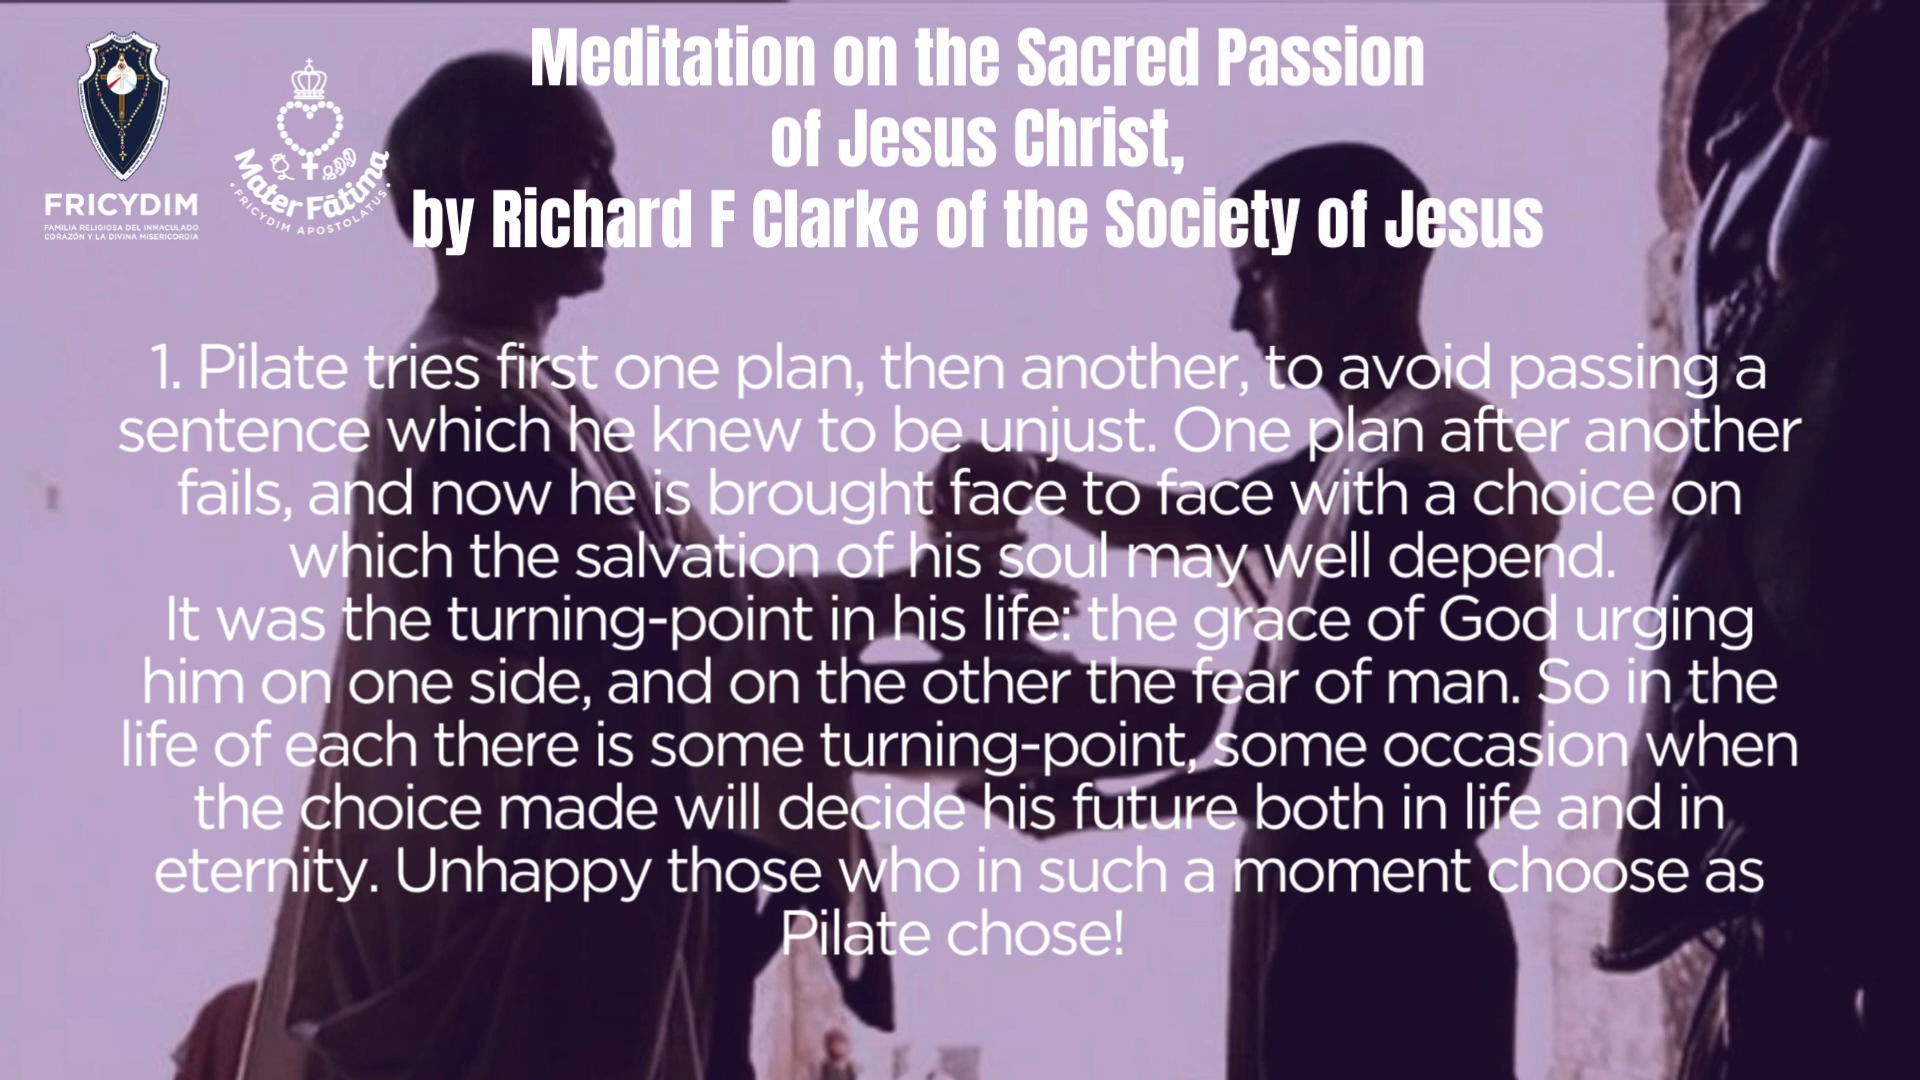 Meditation on the Sacred Passion
of Jesus Christ,
by Richard F Clarke of the Society of Jesus
FRICYDIM
FAMILIA RELIGIOSA DEL INMACULADO
CORAZÓN Y LA DIVINA MISERICORDIA
Mater Fātima
FRICYDIM APOSTOLATUS
1. Pilate tries first one plan, then another, to avoid passing a
sentence which he knew to be unjust. One plan after another
fails, and now he is brought face to face with a choice on
which the salvation of his soul may well depend.
It was the turning-point in his life: the grace of God urging
him on one side, and on the other the fear of man. So in the
life of each there is some turning-point, some occasion when
the choice made will decide his future both in life and in
eternity. Unhappy those who in such a moment choose as
Pilate chose!